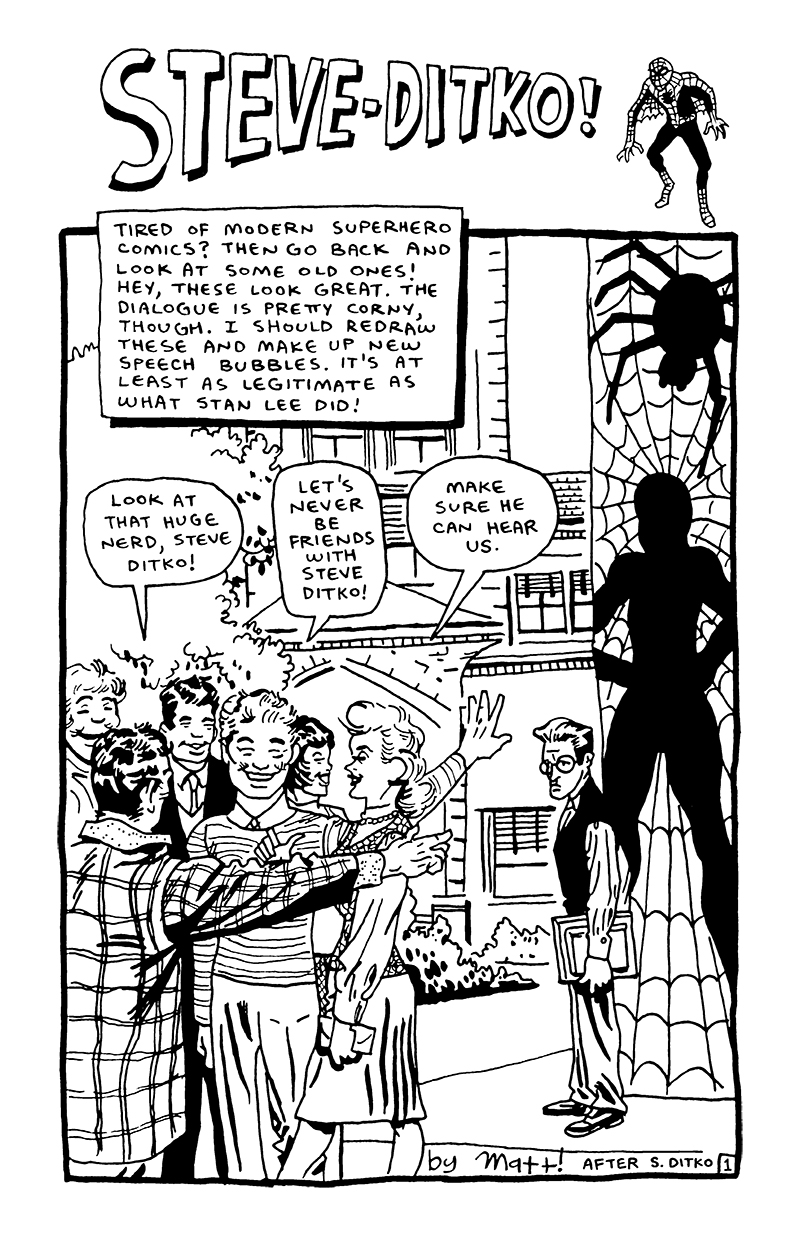 STEVE-DITKO!
TIRED OF MODERN SUPERHERO
COMICS? THEN GO BACK AND
LOOK AT SOME OLD ONES!
HEY, THESE LOOK GREAT. THE
DIALOGUE IS PRETTY CORNY,
THOUGH. I SHOULD REDRAW
THESE AND MAKE UP NEW
SPEECH BUBBLES. IT'S AT
LEAST AS LEGITIMATE AS
WHAT STAN LEE DID!
LOOK AT
THAT HUGE
NERD, STEVE
DITKO!
LET'S
NEVER
BE
FRIENDS
WITH
STEVE
DITKO!
MAKE
SURE HE
CAN HEAR
US.
by Matt! AFTER S. DITKO 1